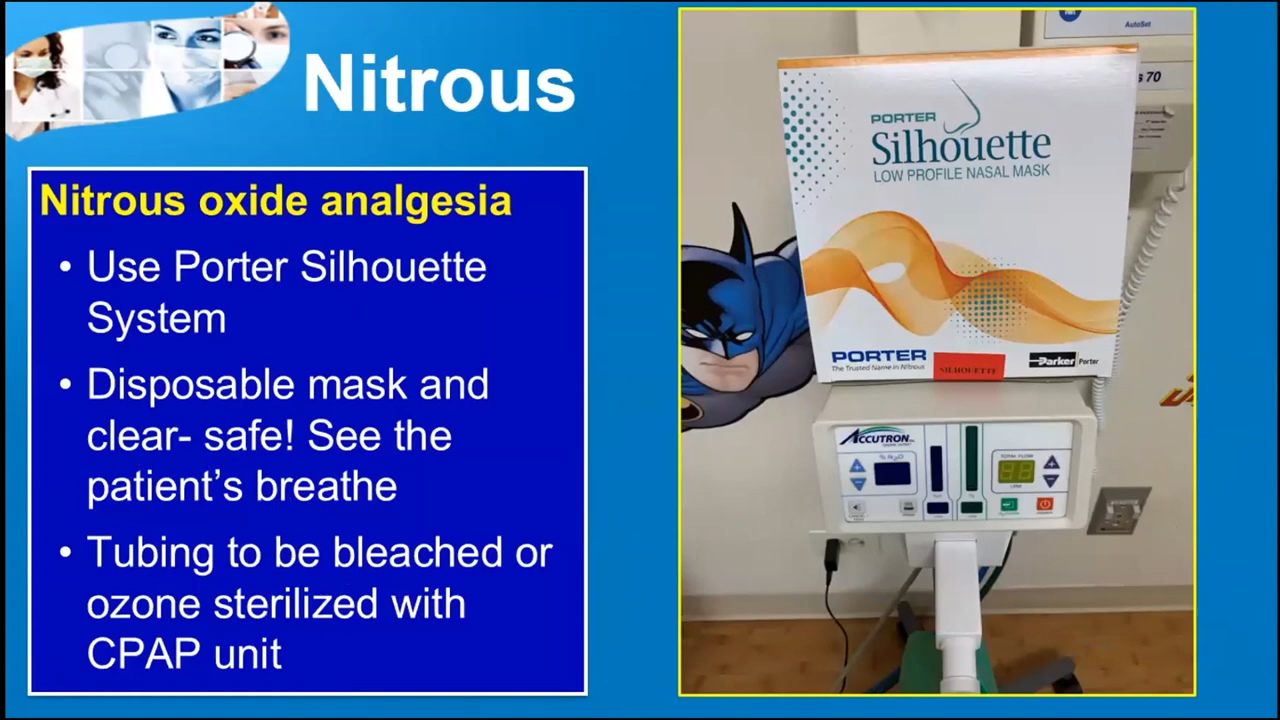 Nitrous
Nitrous oxide analgesia
• Use Porter Silhouette
System
• Disposable mask and
clear- safe! See the
patient’s breathe
• Tubing to be bleached or
ozone sterilized with
CPAP unit
AutoSet
s 70
PORTER
Silhouette
LOW PROFILE NASAL MASK
PORTER
The Trusted Name in Nitrous
SILHOUETTE
Parker
Porter
ACCUTRON
% N₂O
TOTAL FLOW